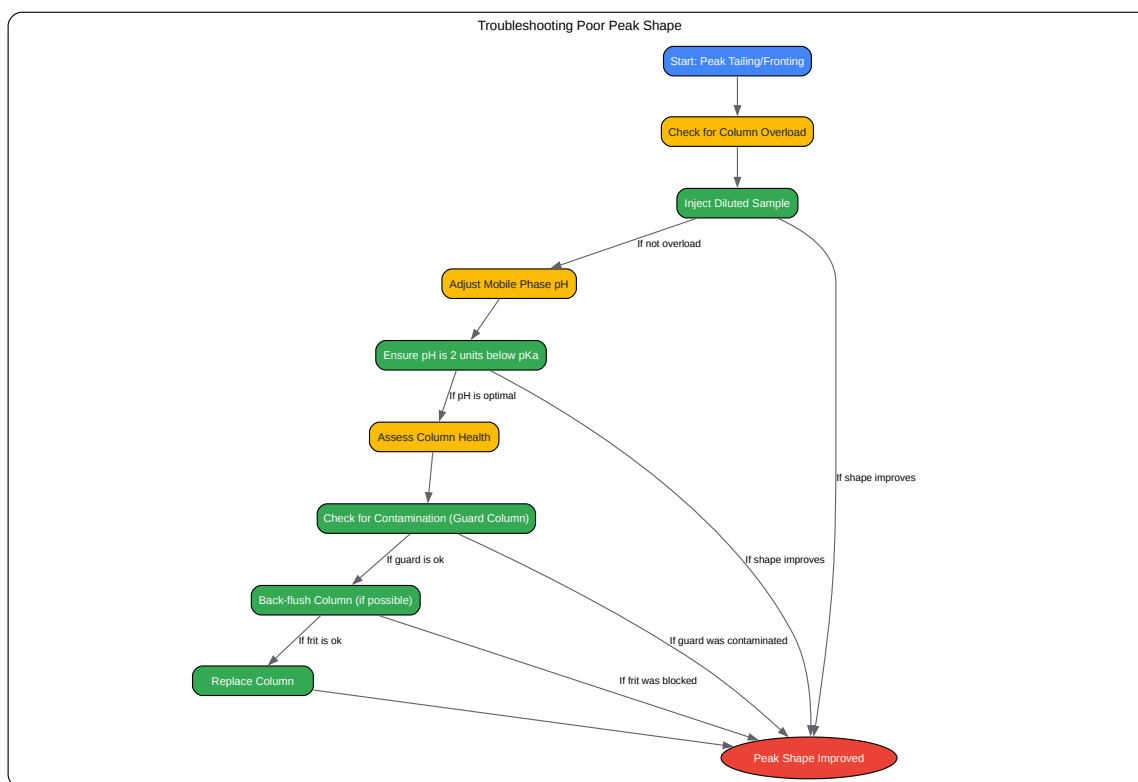 Troubleshooting Poor Peak Shape
Start: Peak Tailing/Fronting
Check for Column Overload
Inject Diluted Sample
If not overload
Adjust Mobile Phase pH
Ensure pH is 2 units below pKa
If pH is optimal
Assess Column Health
If shape improves
Check for Contamination (Guard Column)
If guard is ok
If shape improves
Back-flush Column (if possible)
If frit is ok
If guard was contaminated
Replace Column
If frit was blocked
Peak Shape Improved